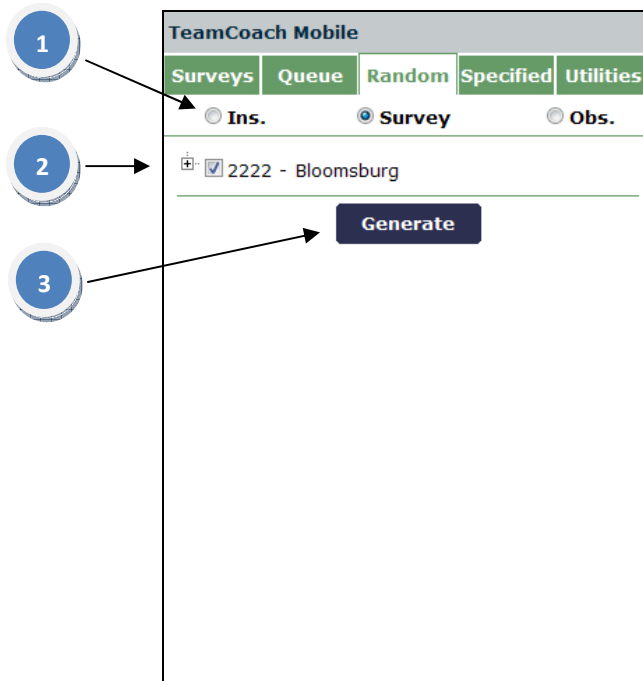 TeamCoach Mobile
1
Surveys Queue Random Specified Utilities
Ins. Survey Obs.
2
2222 - Bloomsburg
Generate
3